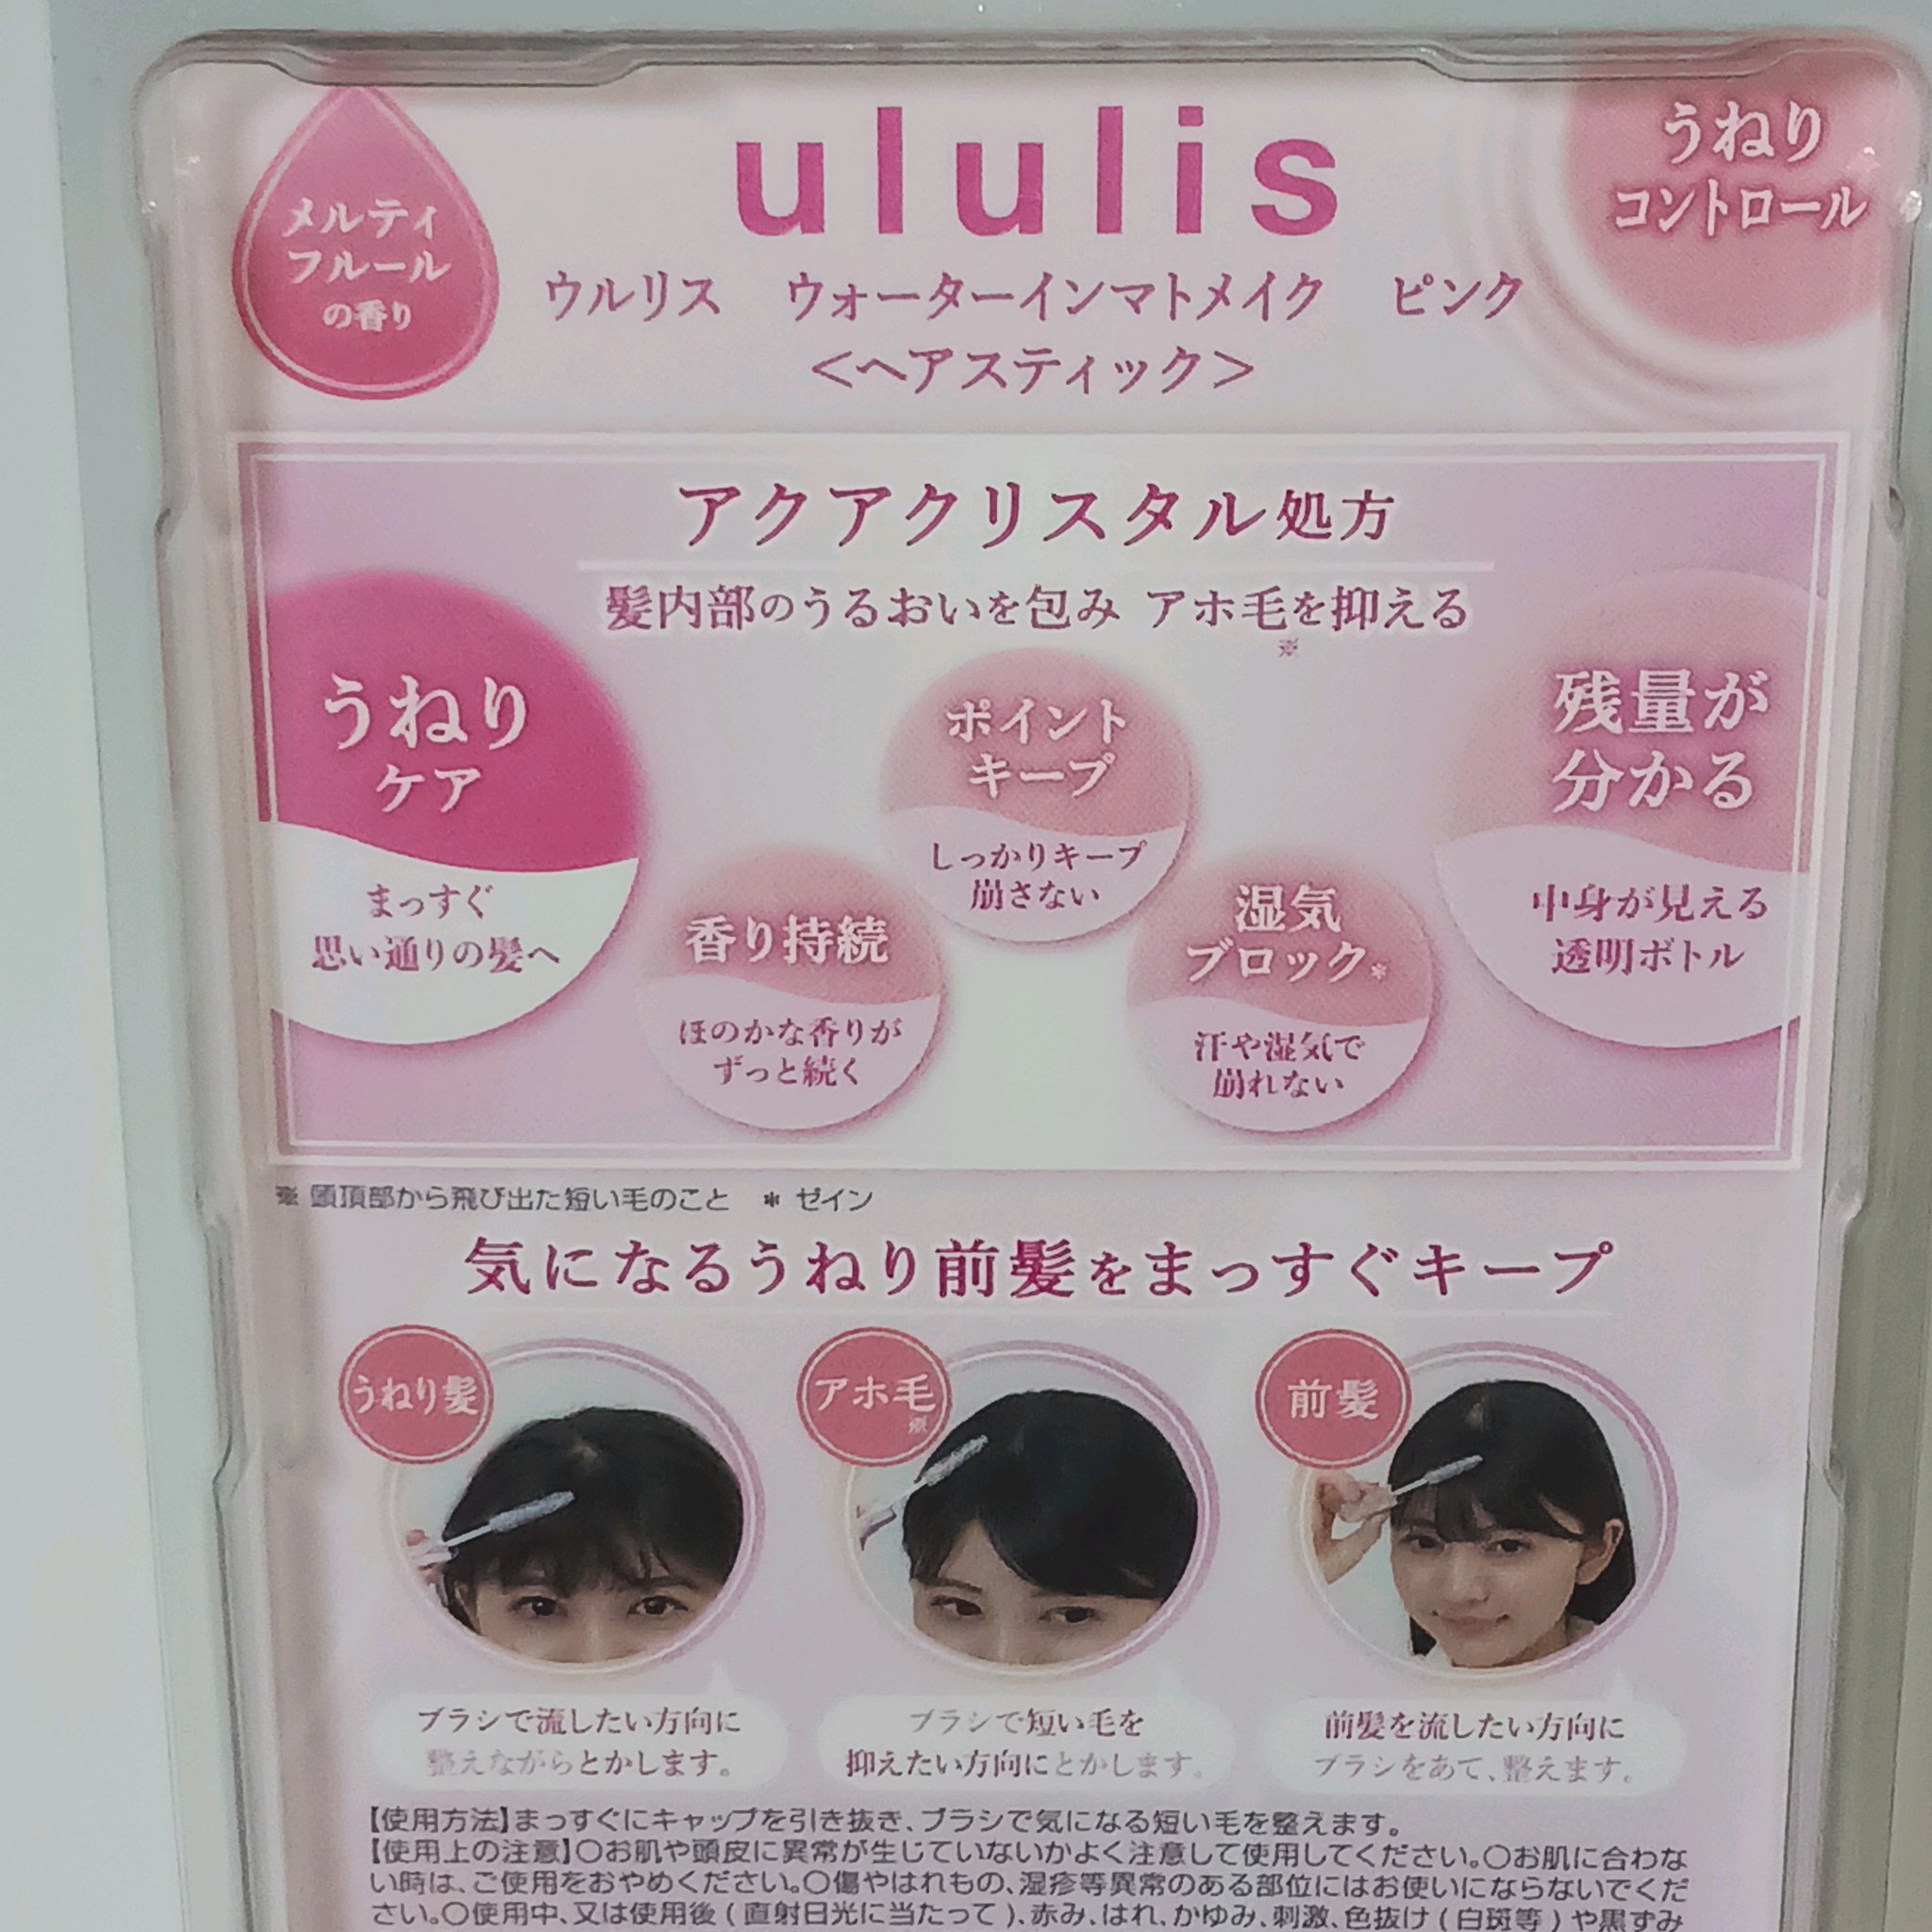 メルティ
フルール
の香り
ululis
うねり
コントロール
ウルリス ウォーターインマトメイク ピンク
<ヘアスティック>
アクアクリスタル処方
髪内部のうるおいを包み アホ毛を抑える
※
うねり
ケア
まっすぐ
思い通りの髪へ
香り持続
ほのかな香りが
ずっと続く
ポイント
キープ
しっかりキープ
崩さない
湿気
ブロック*
汗や湿気で
崩れない
残量が
分かる
中身が見える
透明ボトル
※ 頭頂部から飛び出た短い毛のこと * ゼイン
気になるうねり前髪をまっすぐキープ
うねり髪
ブラシで流したい方向に
整えながらとかします。
アホ毛
※
ブラシで短い毛を
抑えたい方向にとかします。
前髪
前髪を流したい方向に
ブラシをあて、整えます。
【使用方法】まっすぐにキャップを引き抜き、ブラシで気になる短い毛を整えます。
【使用上の注意】○お肌や頭皮に異常が生じていないかよく注意して使用してください。○お肌に合わな
い時は、ご使用をおやめください。○傷やはれもの、湿疹等異常のある部位にはお使いにならないでくだ
さい。○使用中、又は使用後(直射日光に当たって)、赤み、はれ、かゆみ、刺激、色抜け(白斑等)や黒ずみ